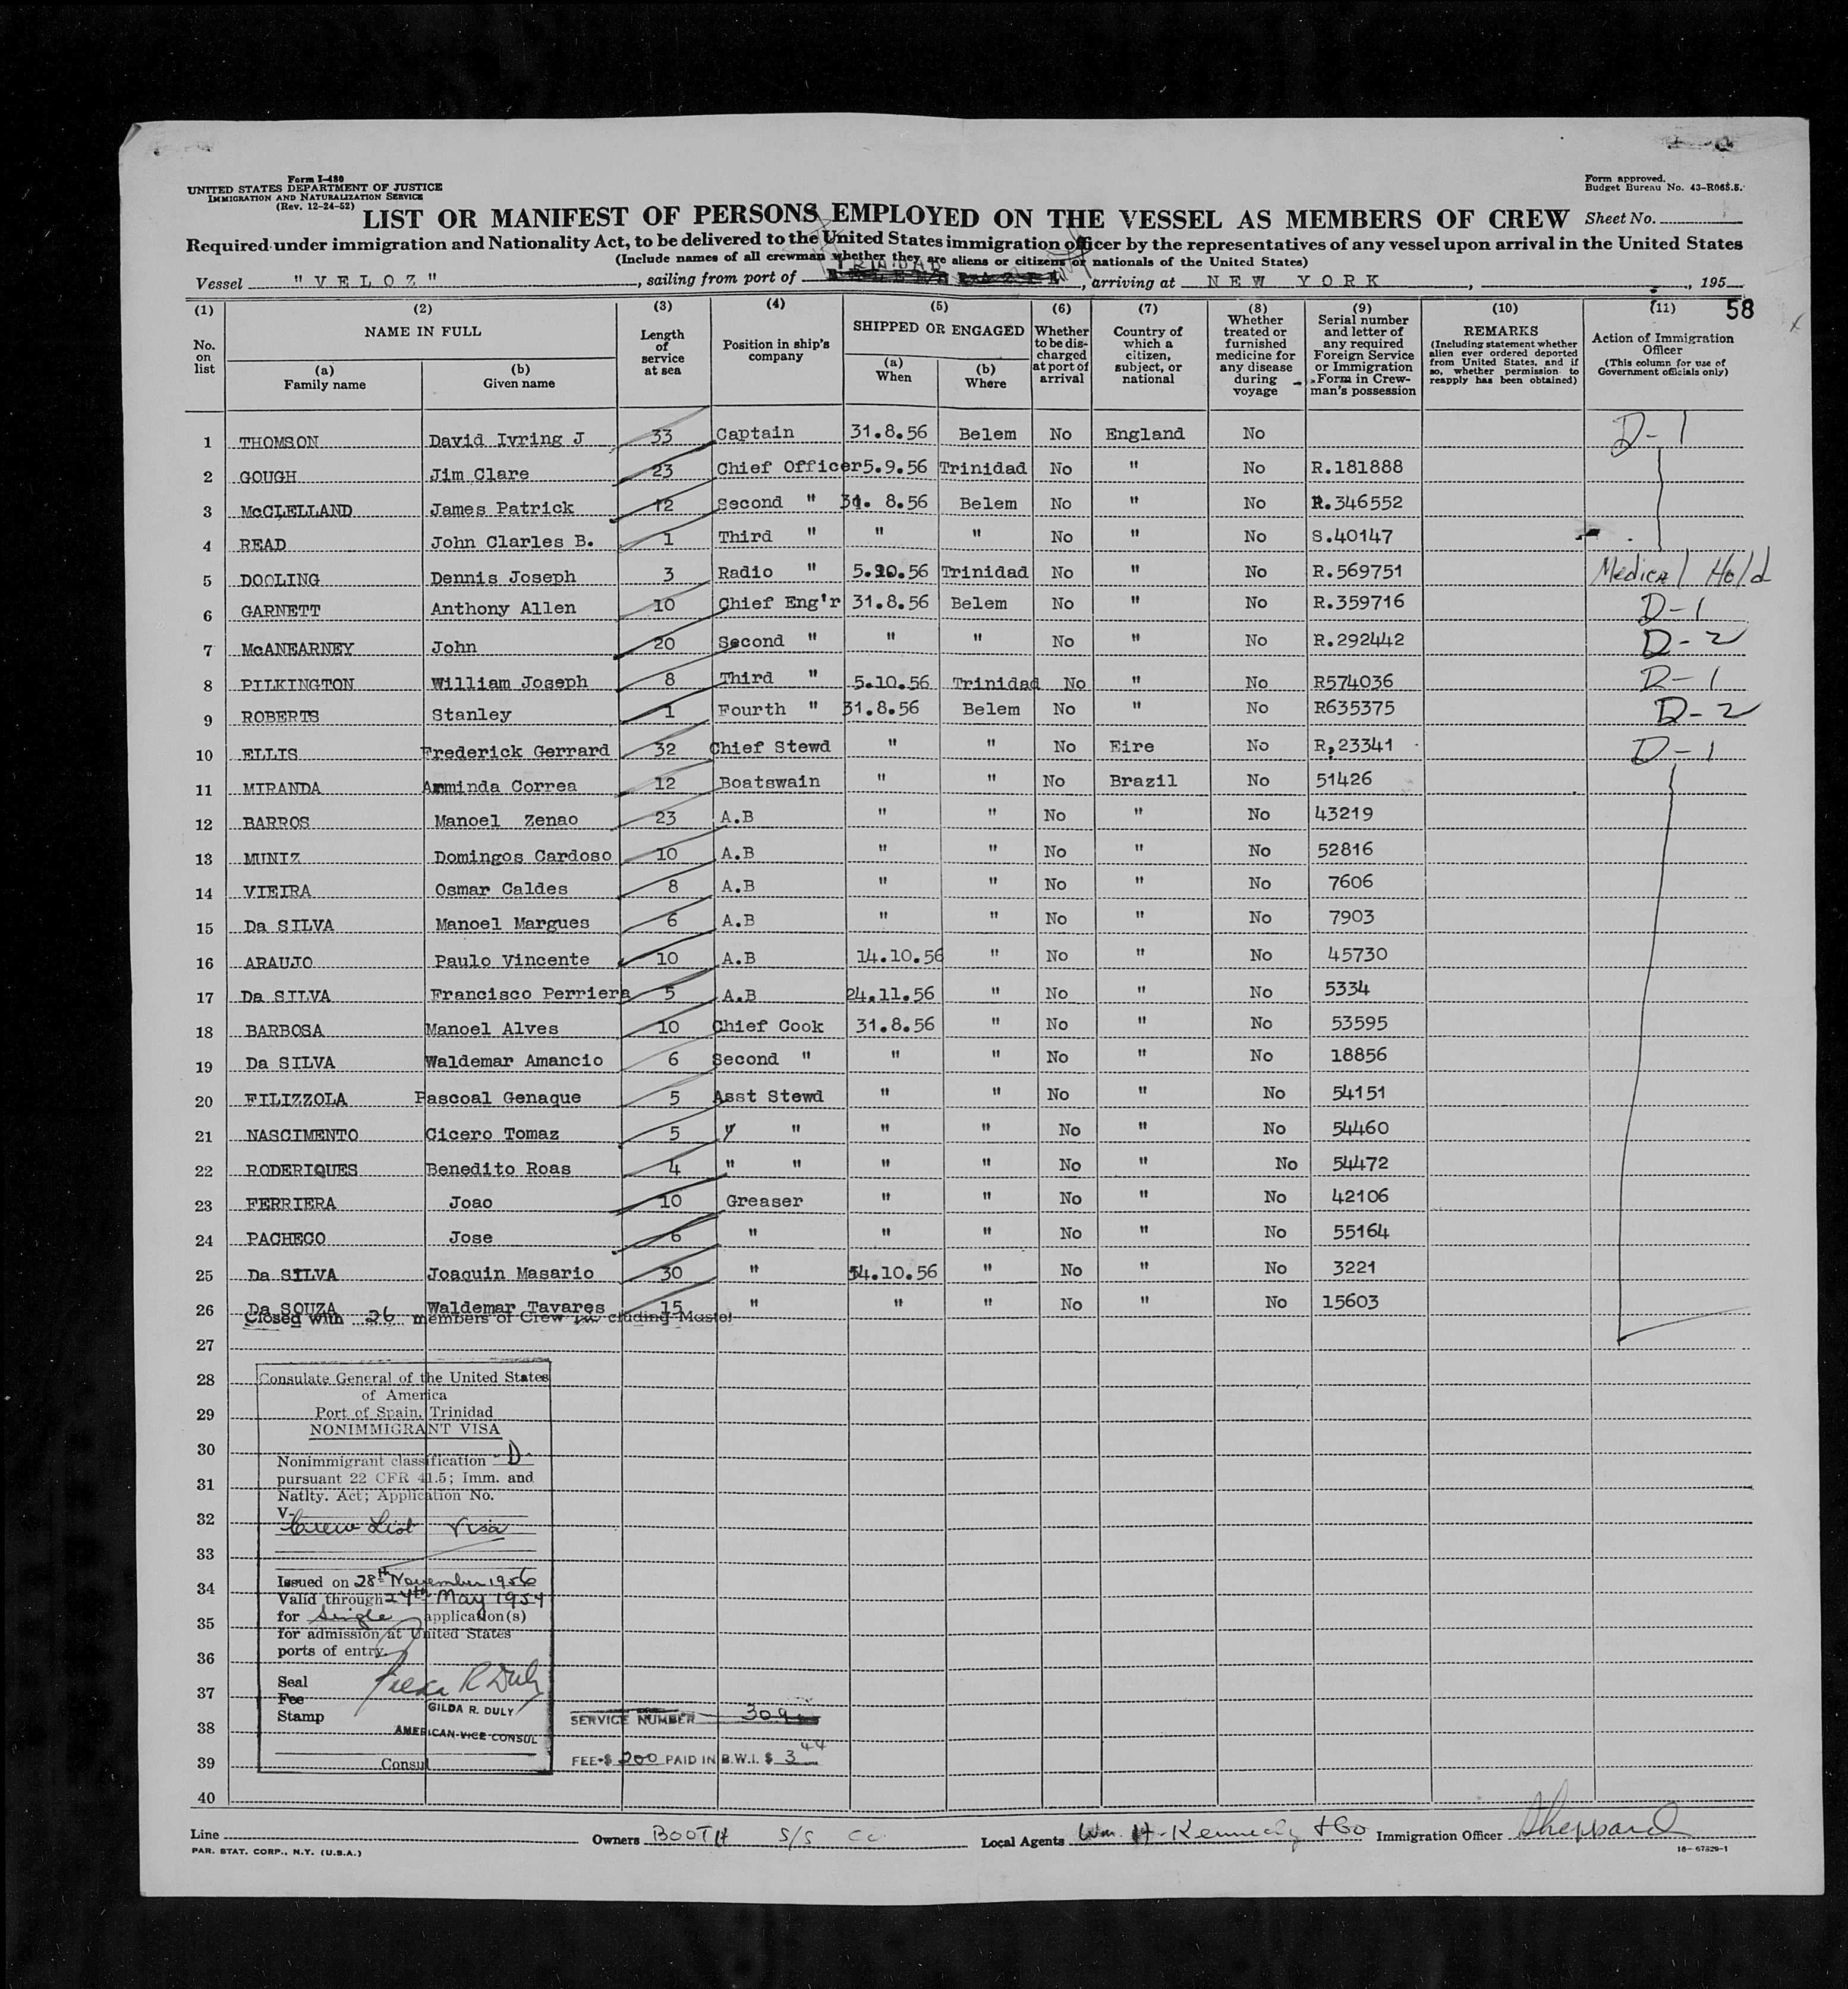 Form I-480
UNITED STATES DEPARTMENT OF JUSTICE
IMMIGRATION AND NATURALIZATION SERVICE
(Rev. 12-24-52)
Form approved.
Budget Bureau No. 43-R065.5.
LIST OR MANIFEST OF PERSONS EMPLOYED ON THE VESSEL AS MEMBERS OF CREW Sheet No.
Required under immigration and Nationality Act, to be delivered to the United States immigration officer by the representatives of any vessel upon arrival in the United States
(Include names of all crewman whether they are aliens or citizens or nationals of the United States)
Vessel "VELOZ", sailing from port of TRINIDAD, arriving at NEW YORK, , 195
58
(1) No. on list (2) NAME IN FULL (a) Family name (b) Given name (3) Length of service at sea (4) Position in ship's company (5) SHIPPED OR ENGAGED (a) When (b) Where (6) Whether to be discharged at port of arrival (7) Country of which a citizen, subject, or national (8) Whether treated or furnished medicine for any disease during voyage (9) Serial number and letter of any required Foreign Service or Immigration Form in Crewman's possession (10) REMARKS (Including statement whether alien ever ordered deported from United States, and if so, whether permission to reapply has been obtained) (11) Action of Immigration Officer (This column for use of Government officials only)
1 THOMSON David Ivring J 33 Captain 31.8.56 Belem No England No D-1
2 GOUGH Jim Clare 23 Chief Officer 5.9.56 Trinidad No " No R.181888
3 McCLELLAND James Patrick 12 Second " 31. 8.56 Belem No " No R.346552
4 READ John Clarles B. 1 Third " " " No " No S.40147
5 DOOLING Dennis Joseph 3 Radio " 5.10.56 Trinidad No " No R.569751 Medical Hold
6 GARNETT Anthony Allen 10 Chief Eng'r 31.8.56 Belem No " No R.359716 D-1
7 McANEARNEY John 20 Second " " " No " No R.292442 D-2
8 PILKINGTON William Joseph 8 Third " 5.10.56 Trinidad No " No R574036 D-1
9 ROBERTS Stanley 1 Fourth " 31.8.56 Belem No " No R635375 D-2
10 ELLIS Frederick Gerrard 32 Chief Stewd " " No Eire No R,23341 D-1
11 MIRANDA Arminda Correa 12 Boatswain " " No Brazil No 51426
12 BARROS Manoel Zenao 23 A.B " " No " No 43219
13 MUNIZ Domingos Cardoso 10 A.B " " No " No 52816
14 VIEIRA Osmar Caldes 8 A.B " " No " No 7606
15 Da SILVA Manoel Margues 6 A.B " " No " No 7903
16 ARAUJO Paulo Vincente 10 A.B 14.10.56 " No " No 45730
17 Da SILVA Francisco Perriera 5 A.B 24.11.56 " No " No 5334
18 BARBOSA Manoel Alves 10 Chief Cook 31.8.56 " No " No 53595
19 Da SILVA Waldemar Amancio 6 Second " " " No " No 18856
20 FILIZZOLA Pascoal Genaque 5 Asst Stewd " " No " No 54151
21 NASCIMENTO Cicero Tomaz 5 " " " " No " No 54460
22 RODERIQUES Benedito Roas 4 " " " " No " No 54472
23 FERRIERA Joao 10 Greaser " " No " No 42106
24 PACHECO Jose 6 " " " No " No 55164
25 Da SILVA Joaquin Masario 30 " 14.10.56 " No " No 3221
26 Da SOUZA Waldemar Tavares 15 " " " No " No 15603
Closed with 26 members of Crew including Master
27
28 Consulate General of the United States
of America
29 Port of Spain, Trinidad
NONIMMIGRANT VISA
30
Nonimmigrant classification D
31 pursuant 22 CFR 41.5; Imm. and
Natlty. Act; Application No.
32 V- Crew List Visa
33
34 Issued on 28th November 1956
Valid through 27th May 1957
35 for Single application(s)
for admission at United States
36 ports of entry.
37 Seal
Fee GILDA R. DULY
Stamp SERVICE NUMBER 309
38 AMERICAN VICE CONSUL
39 Consul FEE $ 2.00 PAID IN B.W.I. $ 3.44
40
Line Owners BOOTH S/S Co Local Agents Wm. H. Kennedy & Co Immigration Officer Sheppard
PAR. STAT. CORP., N.Y. (U.S.A.) 16-67829-1